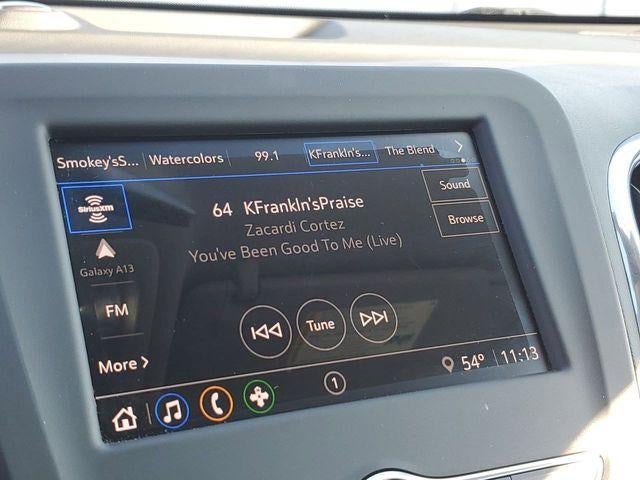 Smokey'sS... Watercolors 99.1 KFrankln's... The Blend
SiriusXM
64 KFrankln'sPraise
Sound
Zacardi Cortez
Browse
You've Been Good To Me (Live)
Galaxy A13
FM
Tune
More
54° 11:13
1